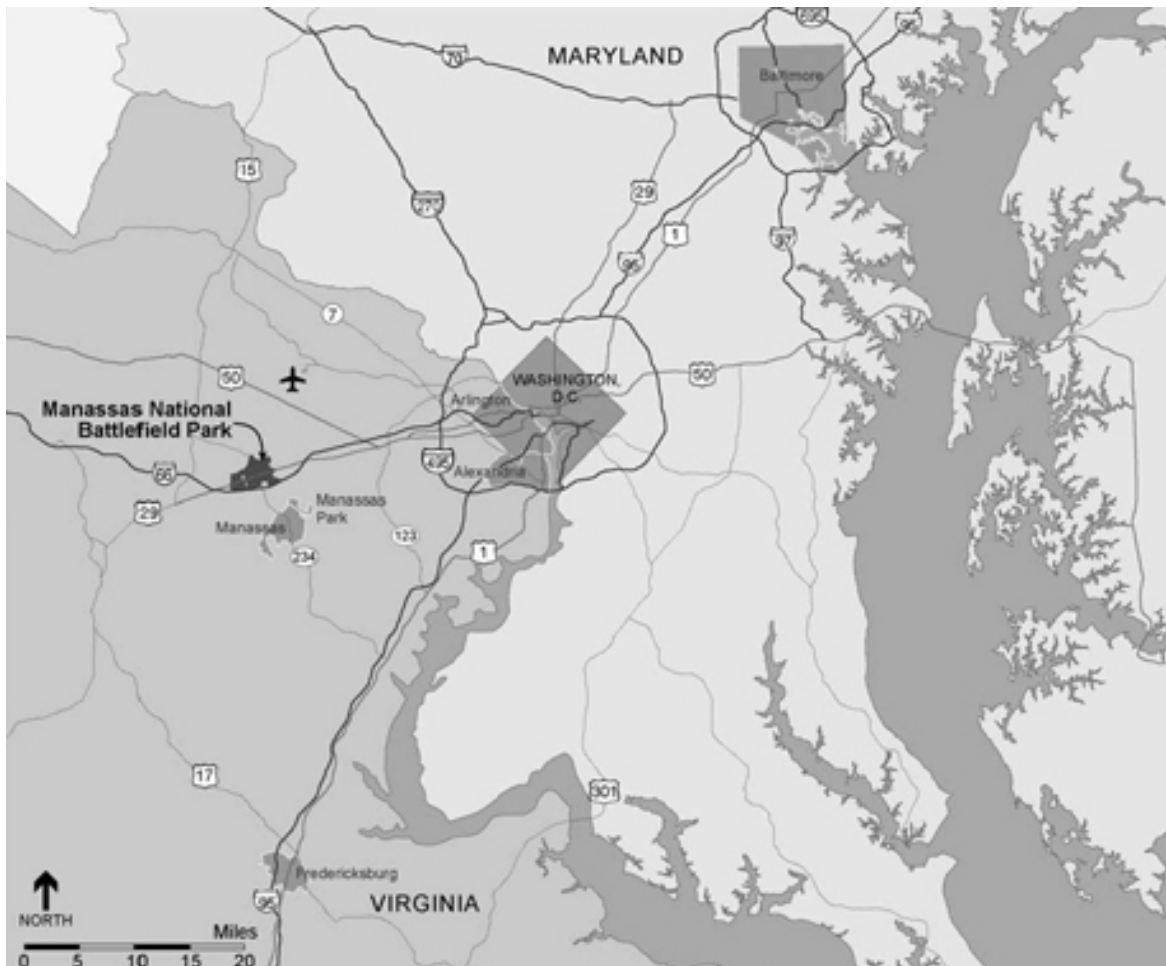 695
95
70
MARYLAND
Baltimore
15
29
270
1
97
95
7
50
WASHINGTON,
D.C.
50
Arlington
Manassas National
Battlefield Park
495
66
Alexandria
29
Manassas
Park
Manassas
123
234
1
17
301
Fredericksburg
95
VIRGINIA
NORTH
Miles
0 5 10 15 20